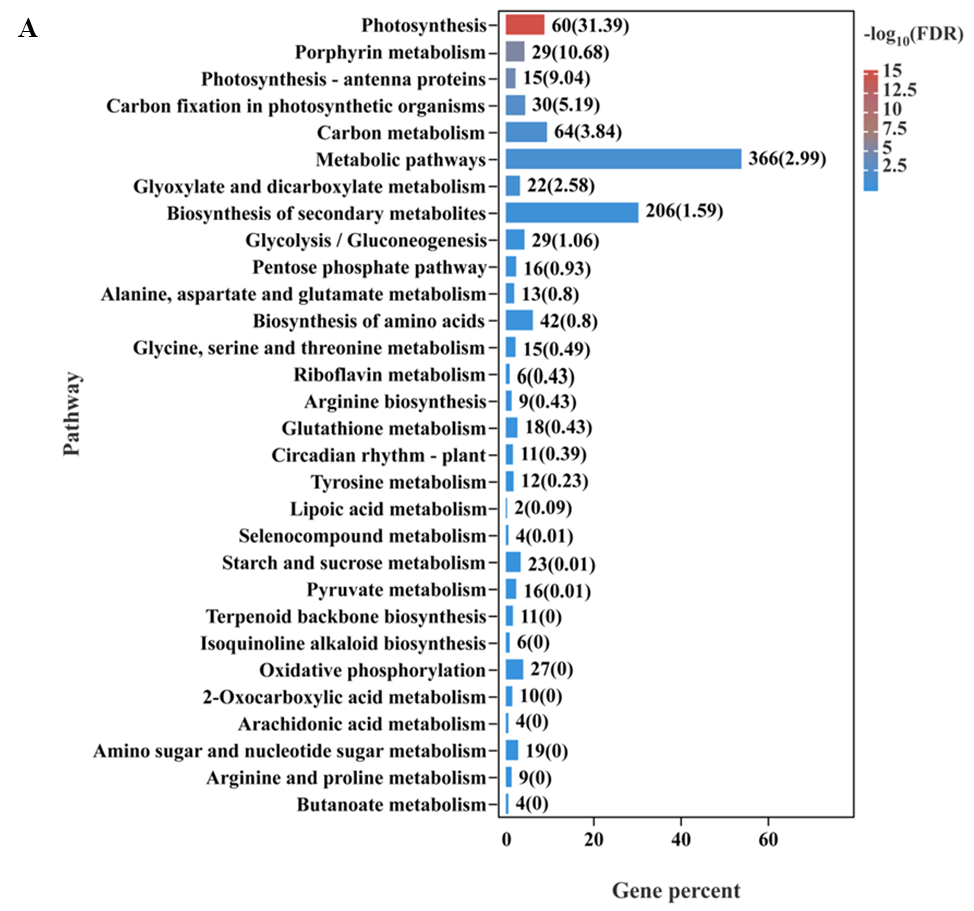 A
Photosynthesis 60(31.39)
Porphyrin metabolism 29(10.68)
Photosynthesis - antenna proteins 15(9.04)
Carbon fixation in photosynthetic organisms 30(5.19)
Carbon metabolism 64(3.84)
Metabolic pathways 366(2.99)
Glyoxylate and dicarboxylate metabolism 22(2.58)
Biosynthesis of secondary metabolites 206(1.59)
Glycolysis / Gluconeogenesis 29(1.06)
Pentose phosphate pathway 16(0.93)
Alanine, aspartate and glutamate metabolism 13(0.8)
Biosynthesis of amino acids 42(0.8)
Glycine, serine and threonine metabolism 15(0.49)
Riboflavin metabolism 6(0.43)
Arginine biosynthesis 9(0.43)
Glutathione metabolism 18(0.43)
Circadian rhythm - plant 11(0.39)
Tyrosine metabolism 12(0.23)
Lipoic acid metabolism 2(0.09)
Selenocompound metabolism 4(0.01)
Starch and sucrose metabolism 23(0.01)
Pyruvate metabolism 16(0.01)
Terpenoid backbone biosynthesis 11(0)
Isoquinoline alkaloid biosynthesis 6(0)
Oxidative phosphorylation 27(0)
2-Oxocarboxylic acid metabolism 10(0)
Arachidonic acid metabolism 4(0)
Amino sugar and nucleotide sugar metabolism 19(0)
Arginine and proline metabolism 9(0)
Butanoate metabolism 4(0)
0 20 40 60
Gene percent
Pathway
-log10(FDR)
15
12.5
10
7.5
5
2.5